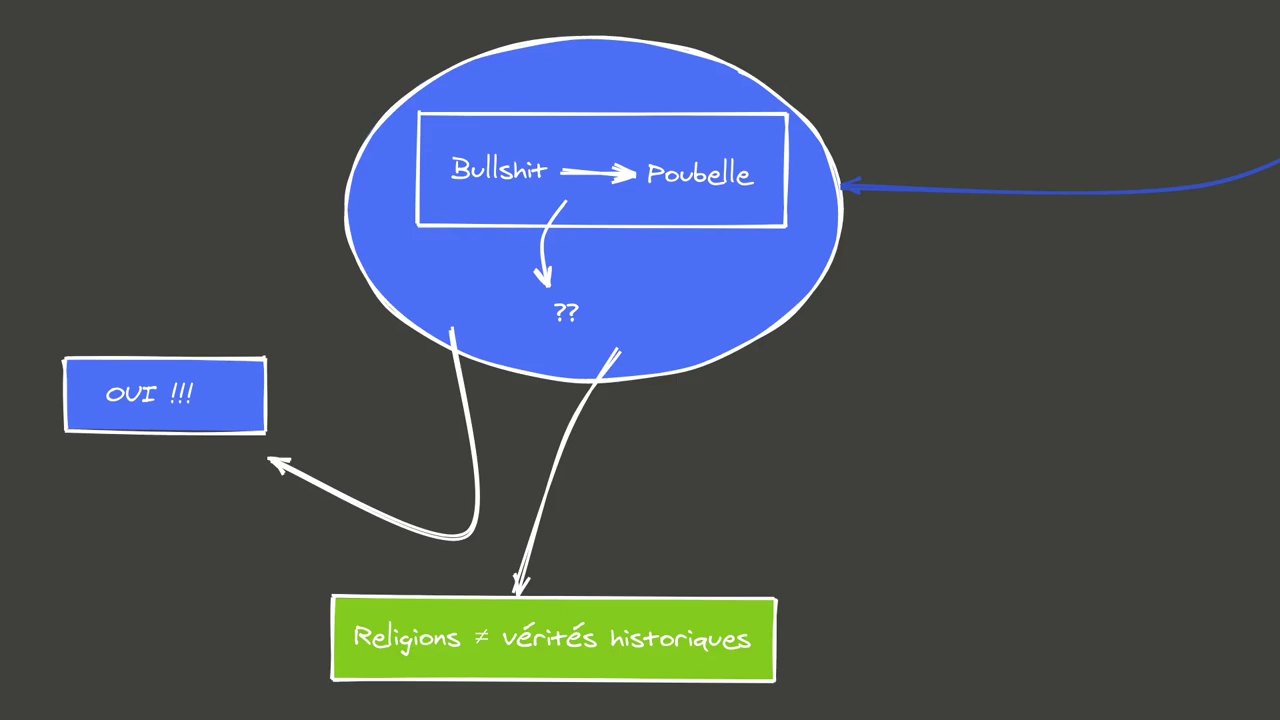 Bullshit → Poubelle
??
OUI !!!
Religions ≠ vérités historiques